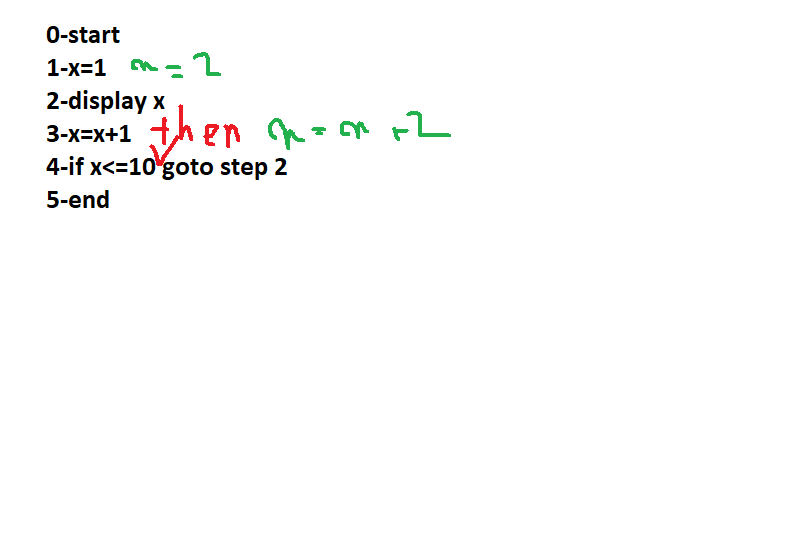 0-start
1-x=1 x=2
2-display x
3-x=x+1 then x=x+2
4-if x<=10 goto step 2
5-end